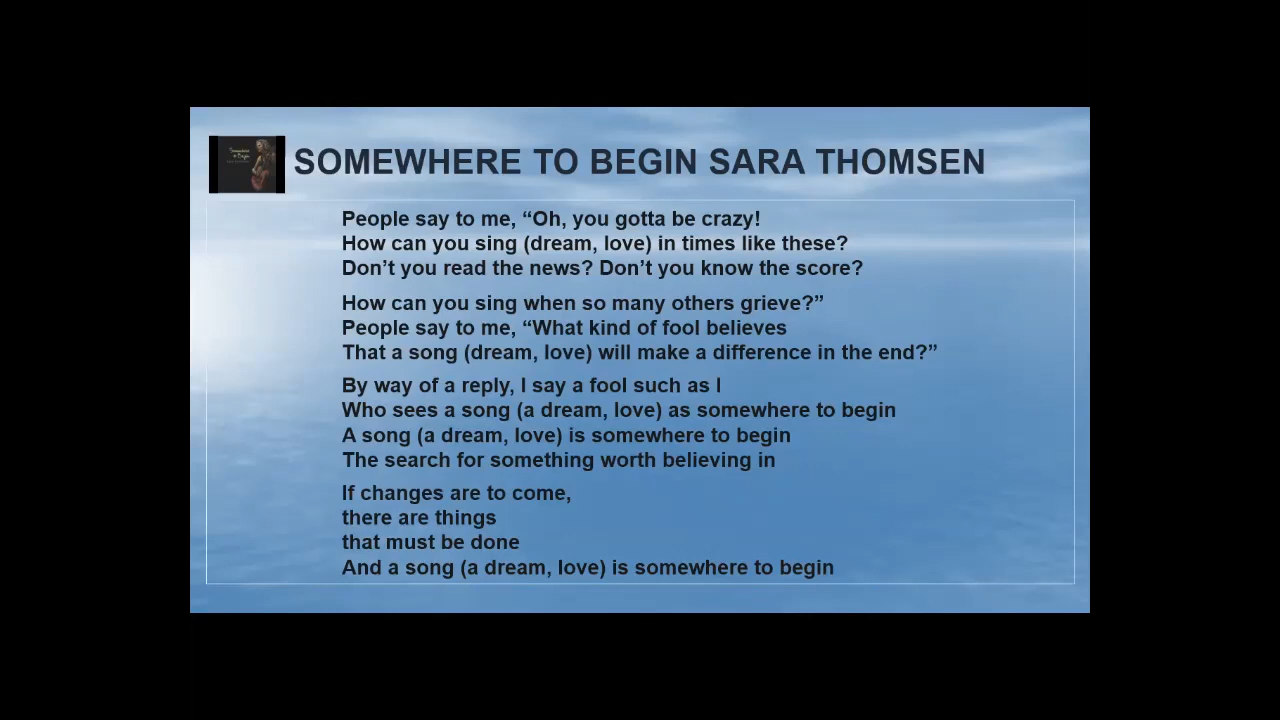 Somewhere
to Begin
SOMEWHERE TO BEGIN SARA THOMSEN
People say to me, “Oh, you gotta be crazy!
How can you sing (dream, love) in times like these?
Don’t you read the news? Don’t you know the score?
How can you sing when so many others grieve?”
People say to me, “What kind of fool believes
That a song (dream, love) will make a difference in the end?”
By way of a reply, I say a fool such as I
Who sees a song (a dream, love) as somewhere to begin
A song (a dream, love) is somewhere to begin
The search for something worth believing in
If changes are to come,
there are things
that must be done
And a song (a dream, love) is somewhere to begin